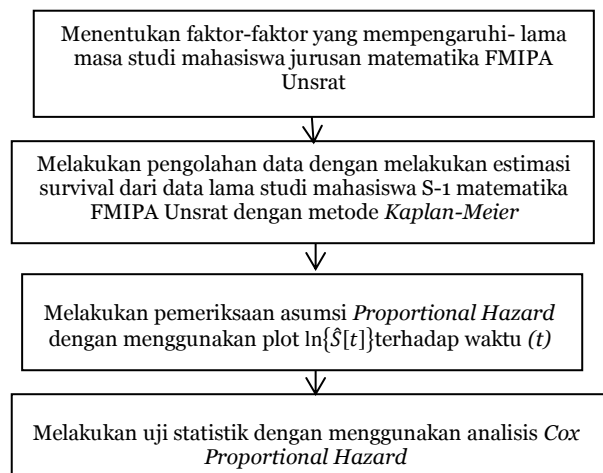 Menentukan faktor-faktor yang mempengaruhi- lama
masa studi mahasiswa jurusan matematika FMIPA
Unsrat
Melakukan pengolahan data dengan melakukan estimasi
survival dari data lama studi mahasiswa S-1 matematika
FMIPA Unsrat dengan metode Kaplan-Meier
Melakukan pemeriksaan asumsi Proportional Hazard
dengan menggunakan plot ln{Ŝ[t]}terhadap waktu (t)
Melakukan uji statistik dengan menggunakan analisis Cox
Proportional Hazard